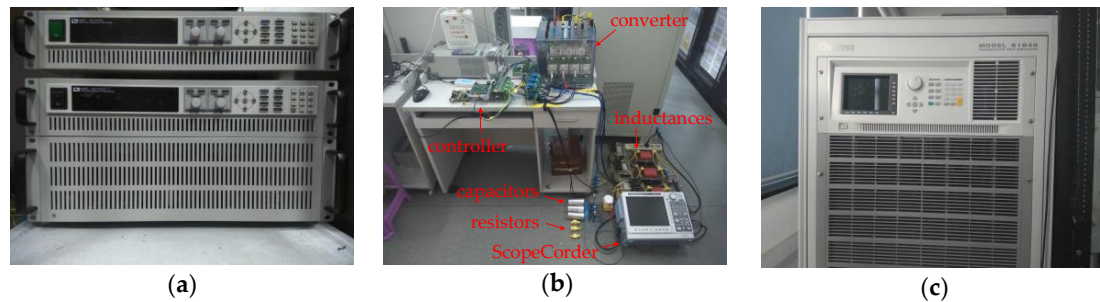 converter
inductances
controller
capacitors
resistors
ScopeCorder
MODEL 61845
(a)
(b)
(c)